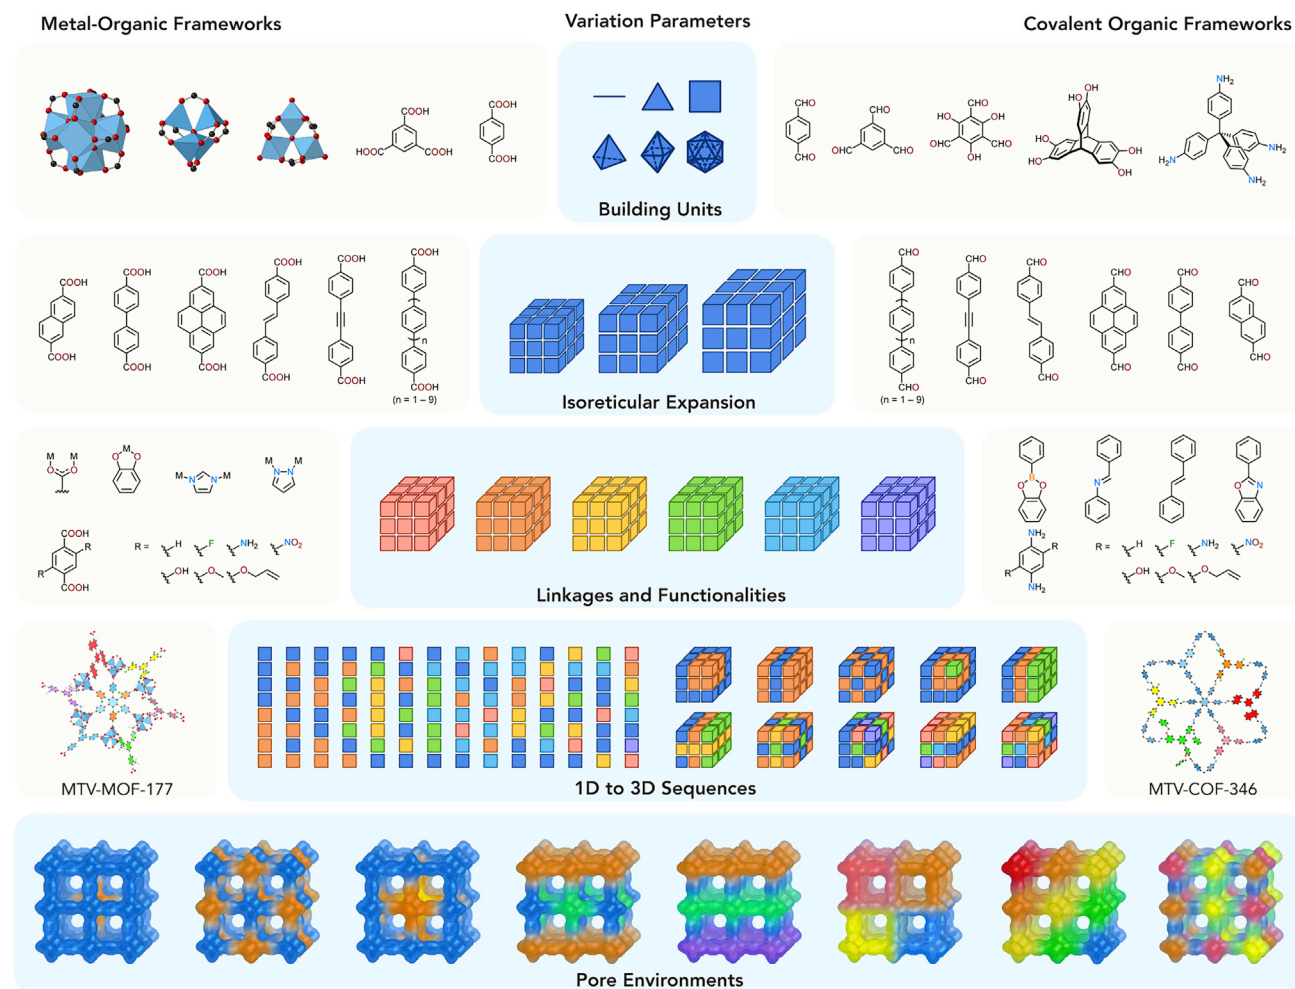 Metal-Organic Frameworks
Variation Parameters
Covalent Organic Frameworks
COOH
HOOC
COOH
COOH
COOH
Building Units
CHO
CHO
CHO
CHO
CHO
CHO
HO
OH
OHC
CHO
OH
HO
OH
HO
HO
OH
OH
NH2
H2N
NH2
NH2
COOH
COOH
COOH
COOH
COOH
COOH
COOH
COOH
COOH
COOH
COOH
n
COOH
(n = 1 – 9)
Isoreticular Expansion
CHO
n
CHO
(n = 1 – 9)
CHO
CHO
CHO
CHO
CHO
CHO
CHO
CHO
CHO
CHO
M M
O O
M
O O
M N N M
M M
N N
COOH
R
R
COOH
R = H F NH2 NO2
OH O O
Linkages and Functionalities
B
O O
N
O N
NH2
R
R
NH2
R = H F NH2 NO2
OH O O
MTV-MOF-177
1D to 3D Sequences
MTV-COF-346
Pore Environments